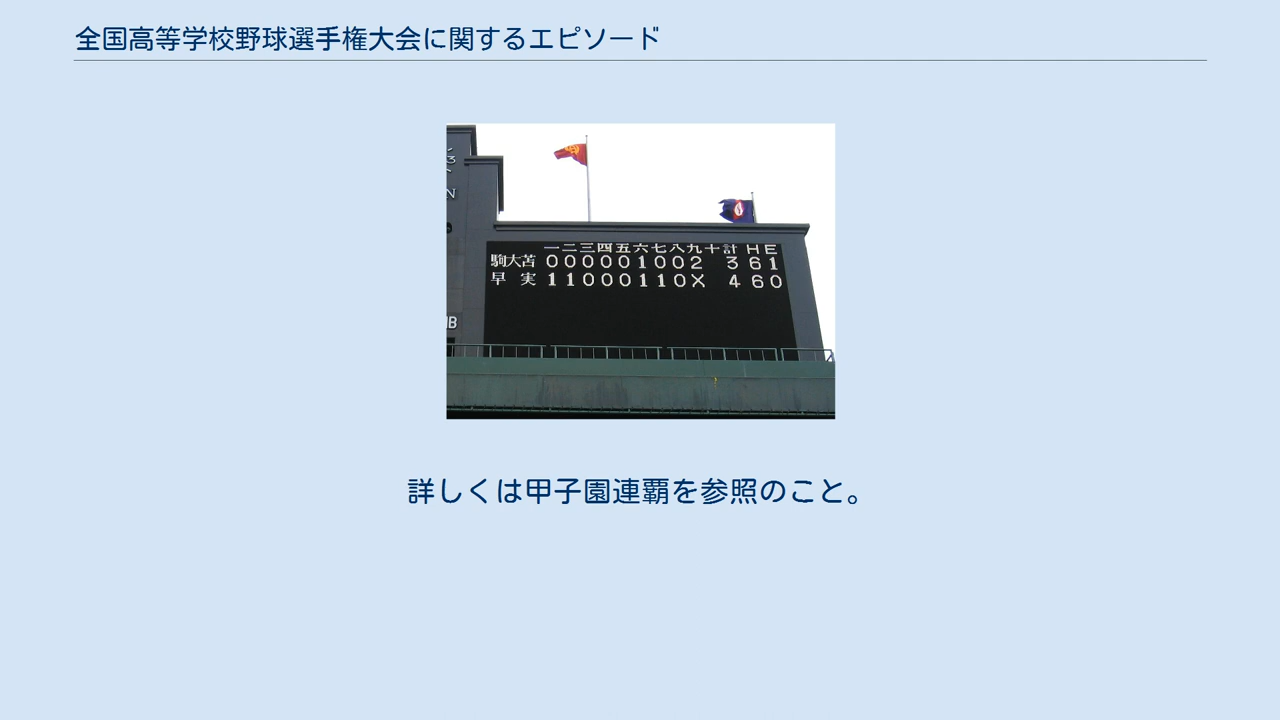 全国高等学校野球選手権大会に関するエピソード
一二三四五六七八九十計HE
駒大苫 000001002 3 6 1
早 実 11000110X 4 6 0
詳しくは甲子園連覇を参照のこと。